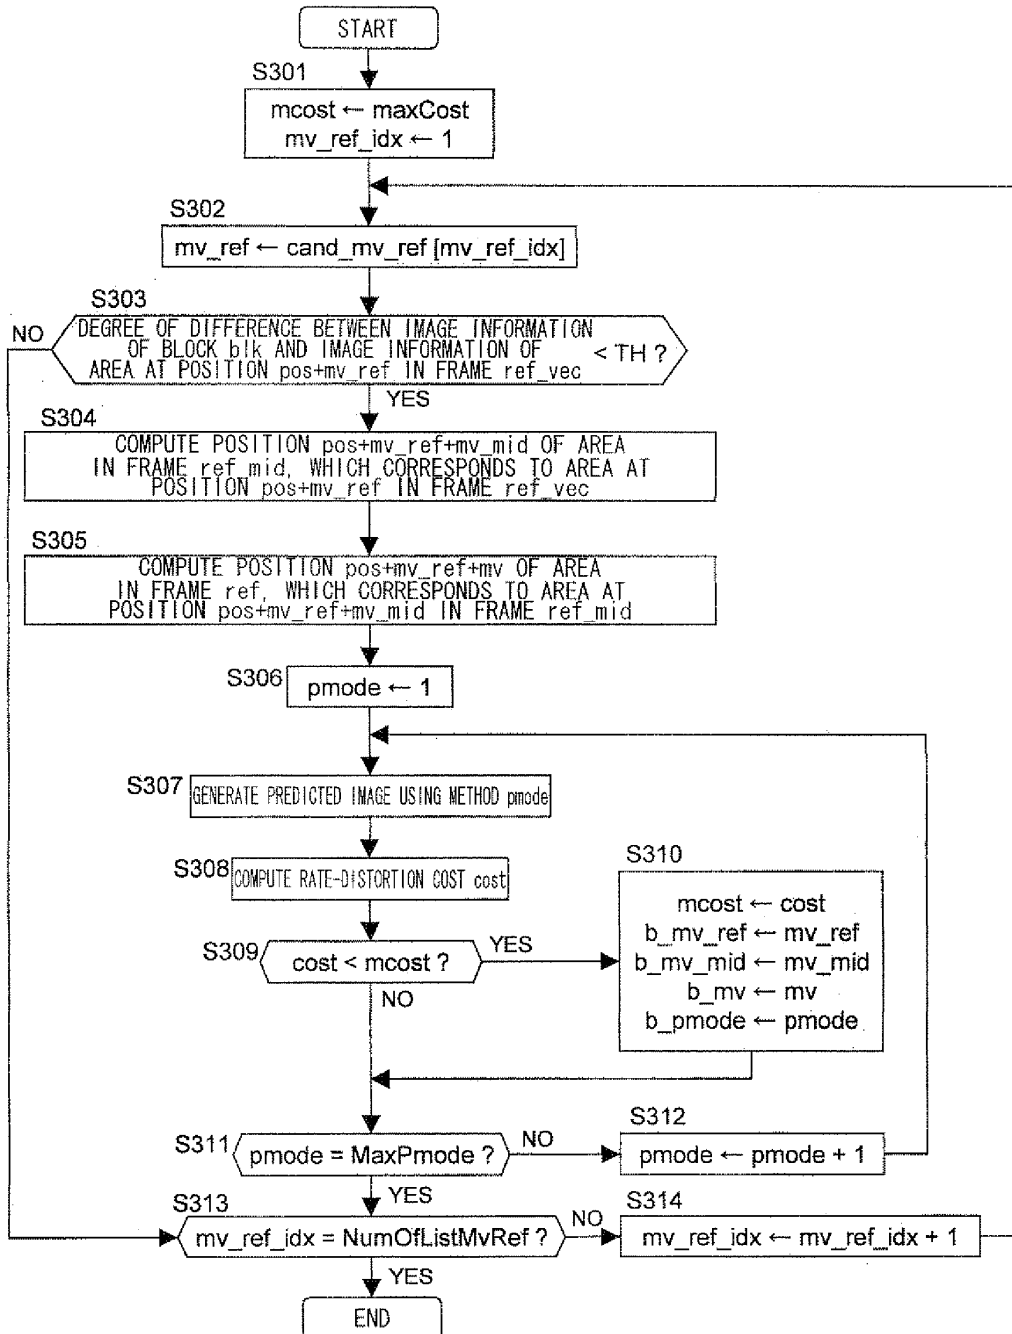 START
S301
mcost ← maxCost
mv_ref_idx ← 1
S302
mv_ref ← cand_mv_ref [mv_ref_idx]
S303
NO
DEGREE OF DIFFERENCE BETWEEN IMAGE INFORMATION
OF BLOCK blk AND IMAGE INFORMATION OF
AREA AT POSITION pos+mv_ref IN FRAME ref_vec
< TH ?
YES
S304
COMPUTE POSITION pos+mv_ref+mv_mid OF AREA
IN FRAME ref_mid, WHICH CORRESPONDS TO AREA AT
POSITION pos+mv_ref IN FRAME ref_vec
S305
COMPUTE POSITION pos+mv_ref+mv OF AREA
IN FRAME ref, WHICH CORRESPONDS TO AREA AT
POSITION pos+mv_ref+mv_mid IN FRAME ref_mid
S306
pmode ← 1
S307
GENERATE PREDICTED IMAGE USING METHOD pmode
S308
COMPUTE RATE-DISTORTION COST cost
S309
cost < mcost ?
YES
NO
S310
mcost ← cost
b_mv_ref ← mv_ref
b_mv_mid ← mv_mid
b_mv ← mv
b_pmode ← pmode
S311
pmode = MaxPmode ?
NO
YES
S312
pmode ← pmode + 1
S313
mv_ref_idx = NumOfListMvRef ?
NO
YES
S314
mv_ref_idx ← mv_ref_idx + 1
END